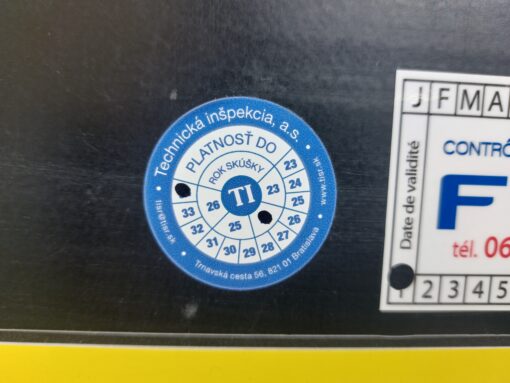 Technická inšpekcia, a.s.
PLATNOSŤ DO
ROK SKÚŠKY
TI
23
23
24
24
25
26
27
28
29
30
31
32
33
26
25
www.tisr.sk
tisr@tisr.sk
Trnavská cesta 56, 821 01 Bratislava
J F M A
CONTRÔ
F
tél. 06
Date de validité
1 2 3 4 5